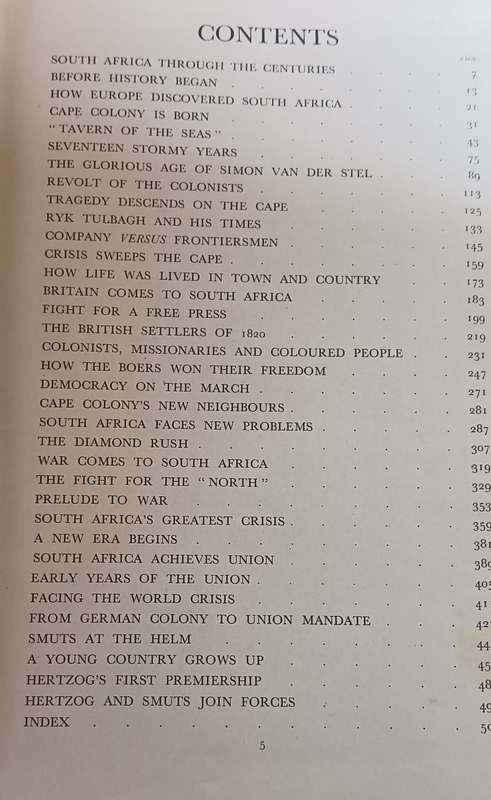 CONTENTS
PAGE
SOUTH AFRICA THROUGH THE CENTURIES . . . 7
BEFORE HISTORY BEGAN . . . . . . 13
HOW EUROPE DISCOVERED SOUTH AFRICA . . . 21
CAPE COLONY IS BORN . . . . . . 31
"TAVERN OF THE SEAS" . . . . . . 43
SEVENTEEN STORMY YEARS . . . . . 75
THE GLORIOUS AGE OF SIMON VAN DER STEL . . . 89
REVOLT OF THE COLONISTS . . . . . 113
TRAGEDY DESCENDS ON THE CAPE . . . . 125
RYK TULBAGH AND HIS TIMES . . . . 133
COMPANY VERSUS FRONTIERSMEN . . . . 145
CRISIS SWEEPS THE CAPE . . . . . . 159
HOW LIFE WAS LIVED IN TOWN AND COUNTRY . . 173
BRITAIN COMES TO SOUTH AFRICA . . . . 183
FIGHT FOR A FREE PRESS . . . . . . 199
THE BRITISH SETTLERS OF 1820 . . . . 219
COLONISTS, MISSIONARIES AND COLOURED PEOPLE . . 231
HOW THE BOERS WON THEIR FREEDOM . . . . 247
DEMOCRACY ON THE MARCH . . . . . 271
CAPE COLONY'S NEW NEIGHBOURS . . . . . 281
SOUTH AFRICA FACES NEW PROBLEMS . . . . 287
THE DIAMOND RUSH . . . . . . . 307
WAR COMES TO SOUTH AFRICA . . . . . 319
THE FIGHT FOR THE "NORTH" . . . . . 329
PRELUDE TO WAR . . . . . . . 353
SOUTH AFRICA'S GREATEST CRISIS . . . . . 359
A NEW ERA BEGINS . . . . . . . 381
SOUTH AFRICA ACHIEVES UNION . . . . . 389
EARLY YEARS OF THE UNION . . . . . . 405
FACING THE WORLD CRISIS . . . . . . 41
FROM GERMAN COLONY TO UNION MANDATE . . . 42
SMUTS AT THE HELM . . . . . . 44
A YOUNG COUNTRY GROWS UP . . . . . 45
HERTZOG'S FIRST PREMIERSHIP . . . . . 48
HERTZOG AND SMUTS JOIN FORCES . . . . 49
INDEX . . . . . . . . . 50
5